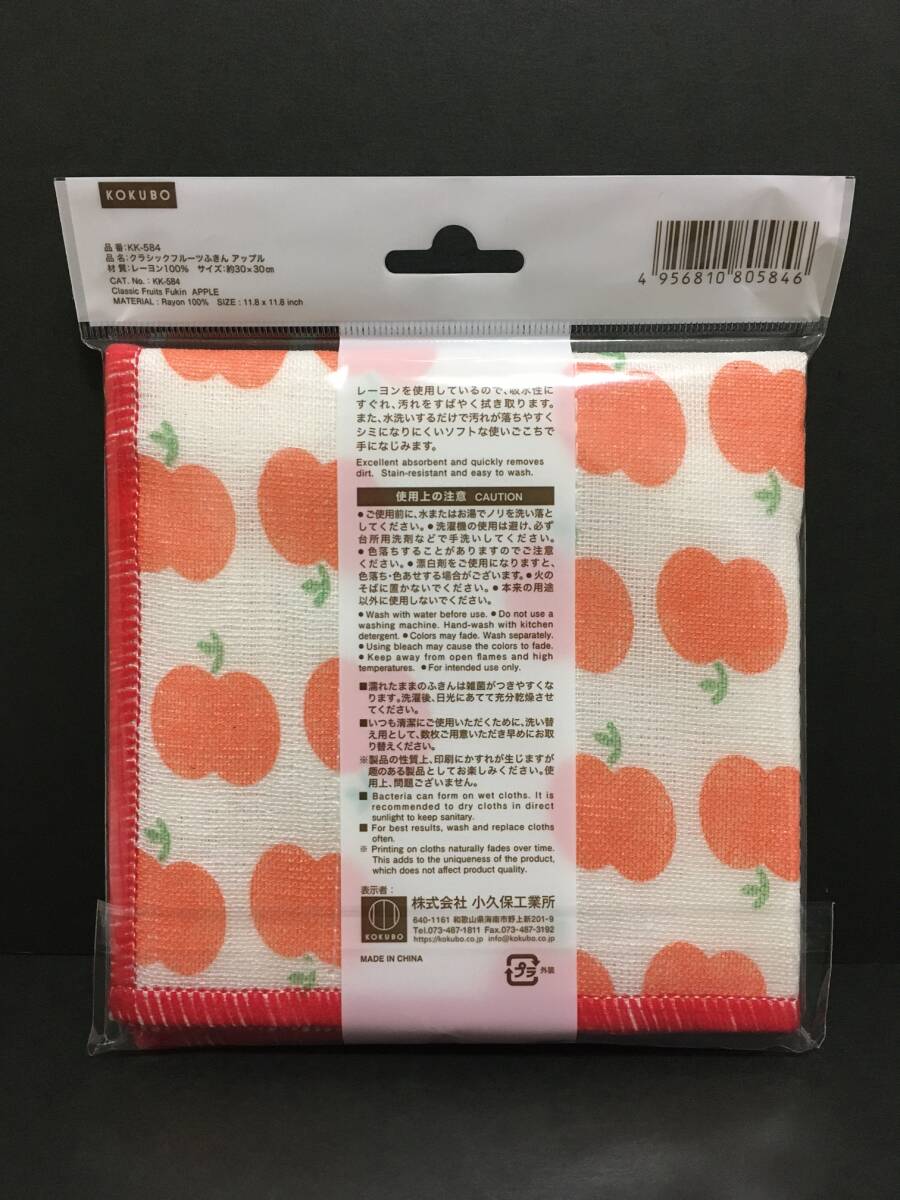 KOKUBO
品 番:KK-584
品 名:クラシックフルーツふきん アップル
材 質:レーヨン100% サイズ:約30×30㎝
CAT. No. : KK-584
Classic Fruits Fukin APPLE
MATERIAL : Rayon 100% SIZE : 11.8 x 11.8 inch
4 956810 805846
レーヨンを使用しているので、吸水性に
すぐれ、汚れをすばやく拭き取ります。
また、水洗いするだけで汚れが落ちやすく
シミになりにくいソフトな使いごこちで
手になじみます。
Excellent absorbent and quickly removes
dirt. Stain-resistant and easy to wash.
使用上の注意 CAUTION
●ご使用前に、水またはお湯でノリを洗い落と
してください。●洗濯機の使用は避け、必ず
台所用洗剤などで手洗いしてください。
●色落ちすることがありますのでご注意
ください。●漂白剤をご使用になりますと、
色落ち・色あせする場合がございます。●火の
そばに置かないでください。●本来の用途
以外に使用しないでください。
●Wash with water before use. ●Do not use a
washing machine. Hand-wash with kitchen
detergent. ●Colors may fade. Wash separately.
●Using bleach may cause the colors to fade.
●Keep away from open flames and high
temperatures. ●For intended use only.
■濡れたままのふきんは雑菌がつきやすくな
ります。洗濯後、日光にあてて充分乾燥させ
てください。
■いつも清潔にご使用いただくために、洗い替
え用として、数枚ご用意いただき早めにお取
り替えください。
※製品の性質上、印刷にかすれが生じますが
趣のある製品としてお楽しみください。使
用上、問題ございません。
■ Bacteria can form on wet cloths. It is
recommended to dry cloths in direct
sunlight to keep sanitary.
■ For best results, wash and replace cloths
often.
※ Printing on cloths naturally fades over time.
This adds to the uniqueness of the product,
which does not affect product quality.
表示者:
KOKUBO
株式会社 小久保工業所
640-1161 和歌山県海南市野上新201-9
Tel.073-487-1811 Fax.073-487-3192
https://kokubo.co.jp info@kokubo.co.jp
MADE IN CHINA
プラ 外装